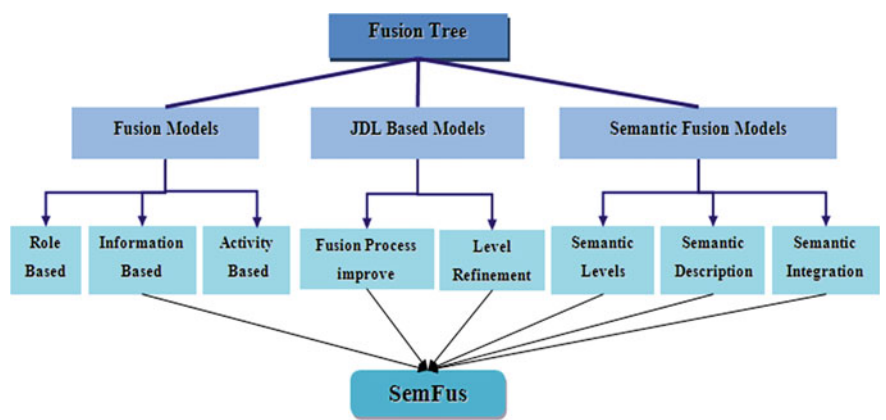 Fusion Tree
Fusion Models
JDL Based Models
Semantic Fusion Models
Role
Based
Information
Based
Activity
Based
Fusion Process
improve
Level
Refinement
Semantic
Levels
Semantic
Description
Semantic
Integration
SemFus